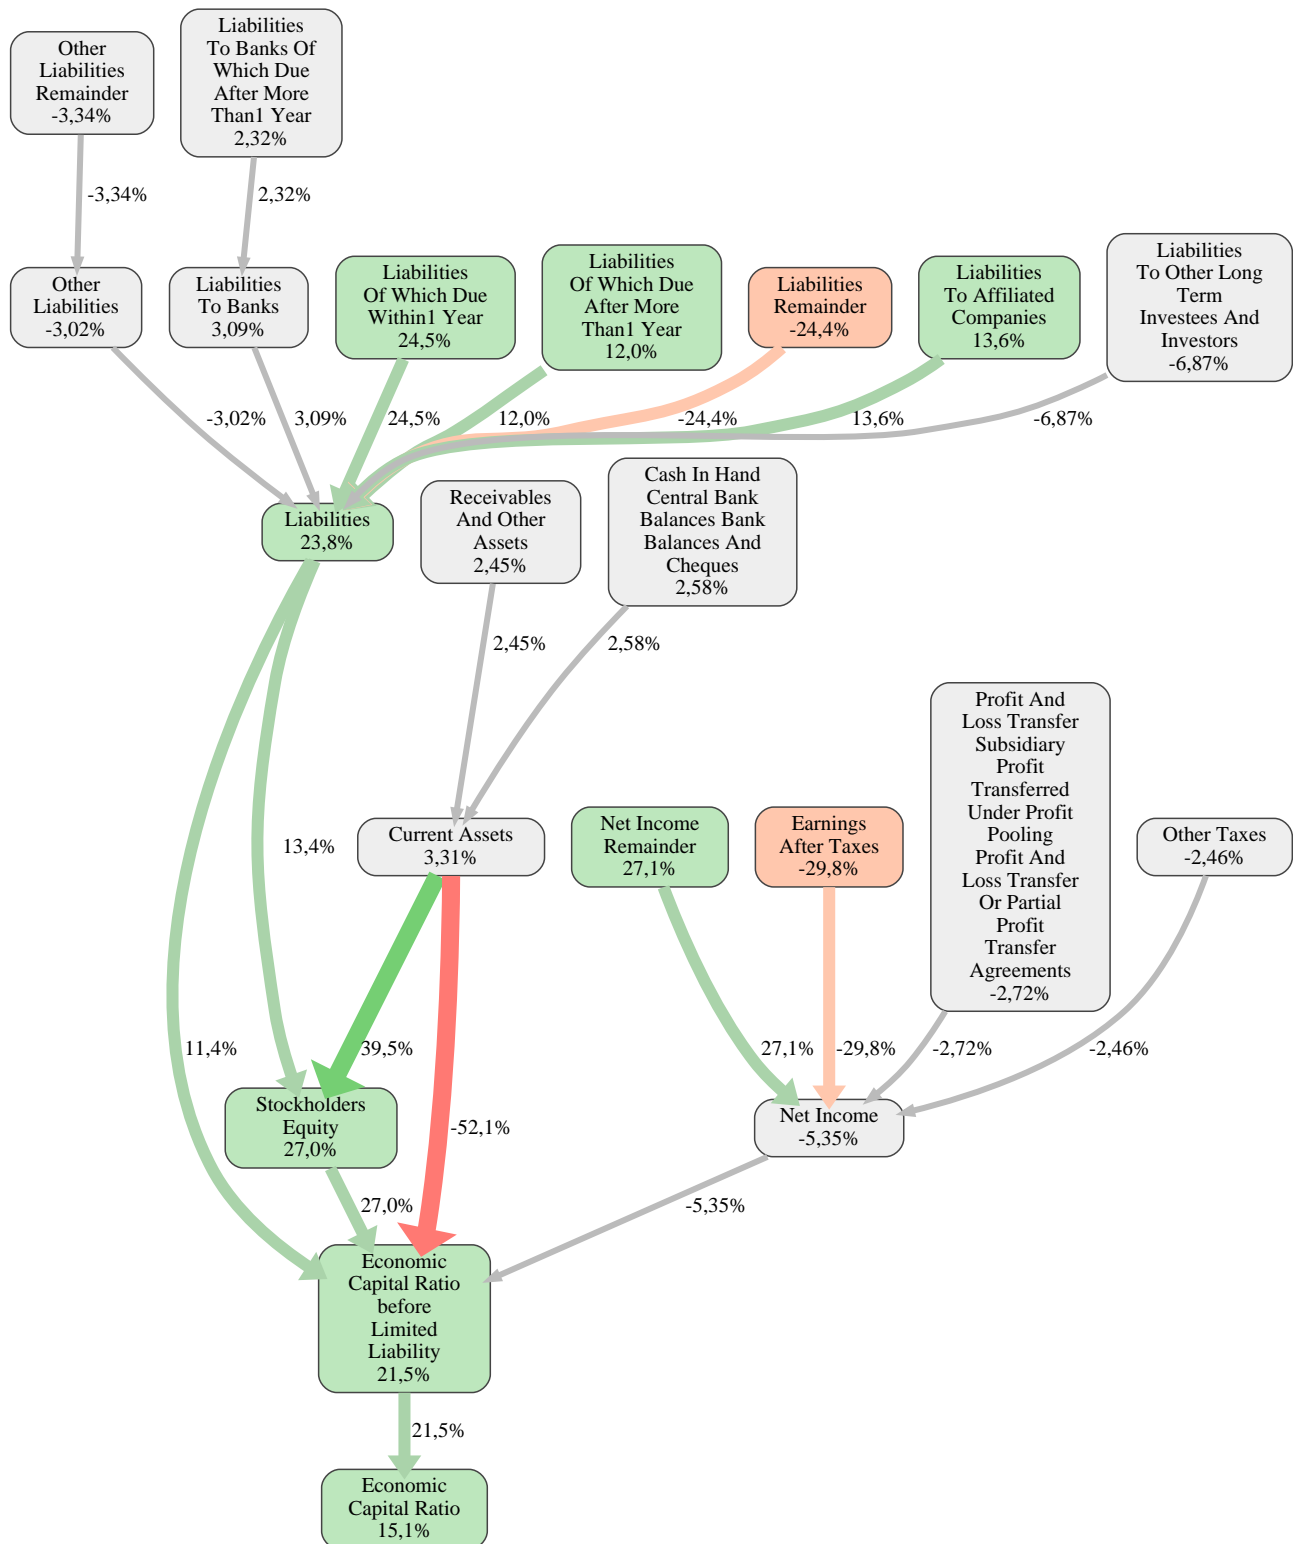 Other
Liabilities
Remainder
-3,34%
Liabilities
To Banks Of
Which Due
After More
Than1 Year
2,32%
-3,34%
2,32%
Other
Liabilities
-3,02%
Liabilities
To Banks
3,09%
Liabilities
Of Which Due
Within1 Year
24,5%
Liabilities
Of Which Due
After More
Than1 Year
12,0%
Liabilities
Remainder
-24,4%
Liabilities
To Affiliated
Companies
13,6%
Liabilities
To Other Long
Term
Investees And
Investors
-6,87%
-3,02%
3,09%
24,5%
12,0%
-24,4%
13,6%
-6,87%
Liabilities
23,8%
Receivables
And Other
Assets
2,45%
Cash In Hand
Central Bank
Balances Bank
Balances And
Cheques
2,58%
2,45%
2,58%
13,4%
Current Assets
3,31%
Net Income
Remainder
27,1%
Earnings
After Taxes
-29,8%
Profit And
Loss Transfer
Subsidiary
Profit
Transferred
Under Profit
Pooling
Profit And
Loss Transfer
Or Partial
Profit
Transfer
Agreements
-2,72%
Other Taxes
-2,46%
11,4%
39,5%
27,1%
-29,8%
-2,72%
-2,46%
Stockholders
Equity
27,0%
-52,1%
Net Income
-5,35%
27,0%
-5,35%
Economic
Capital Ratio
before
Limited
Liability
21,5%
21,5%
Economic
Capital Ratio
15,1%